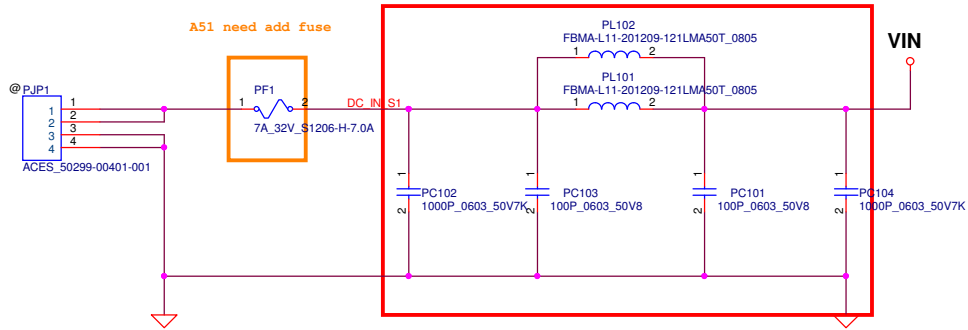 A51 need add fuse
PL102
FBMA-L11-201209-121LMA50T_0805
1 2
VIN
PL101
FBMA-L11-201209-121LMA50T_0805
1 2
@ PJP1
1 1
2 2
3 3
4 4
ACES_50299-00401-001
PF1
1 2
7A_32V_S1206-H-7.0A
DC_IN_S1
1
2
PC102
1000P_0603_50V7K
1
2
PC103
100P_0603_50V8
1
2
PC101
100P_0603_50V8
1
2
PC104
1000P_0603_50V7K